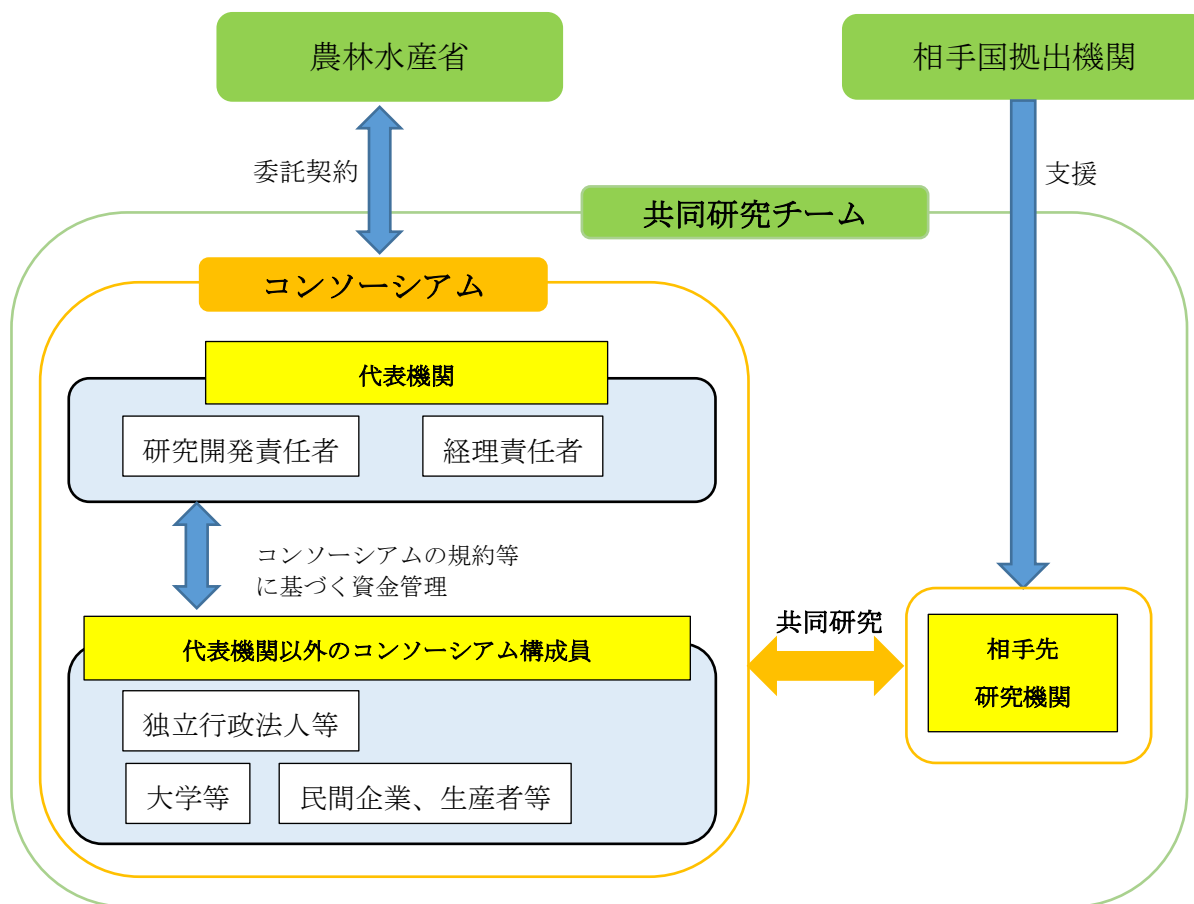 農林水産省
相手国拠出機関
委託契約
支援
共同研究チーム
コンソーシアム
代表機関
研究開発責任者
経理責任者
コンソーシアムの規約等
に基づく資金管理
代表機関以外のコンソーシアム構成員
独立行政法人等
大学等
民間企業、生産者等
共同研究
相手先
研究機関